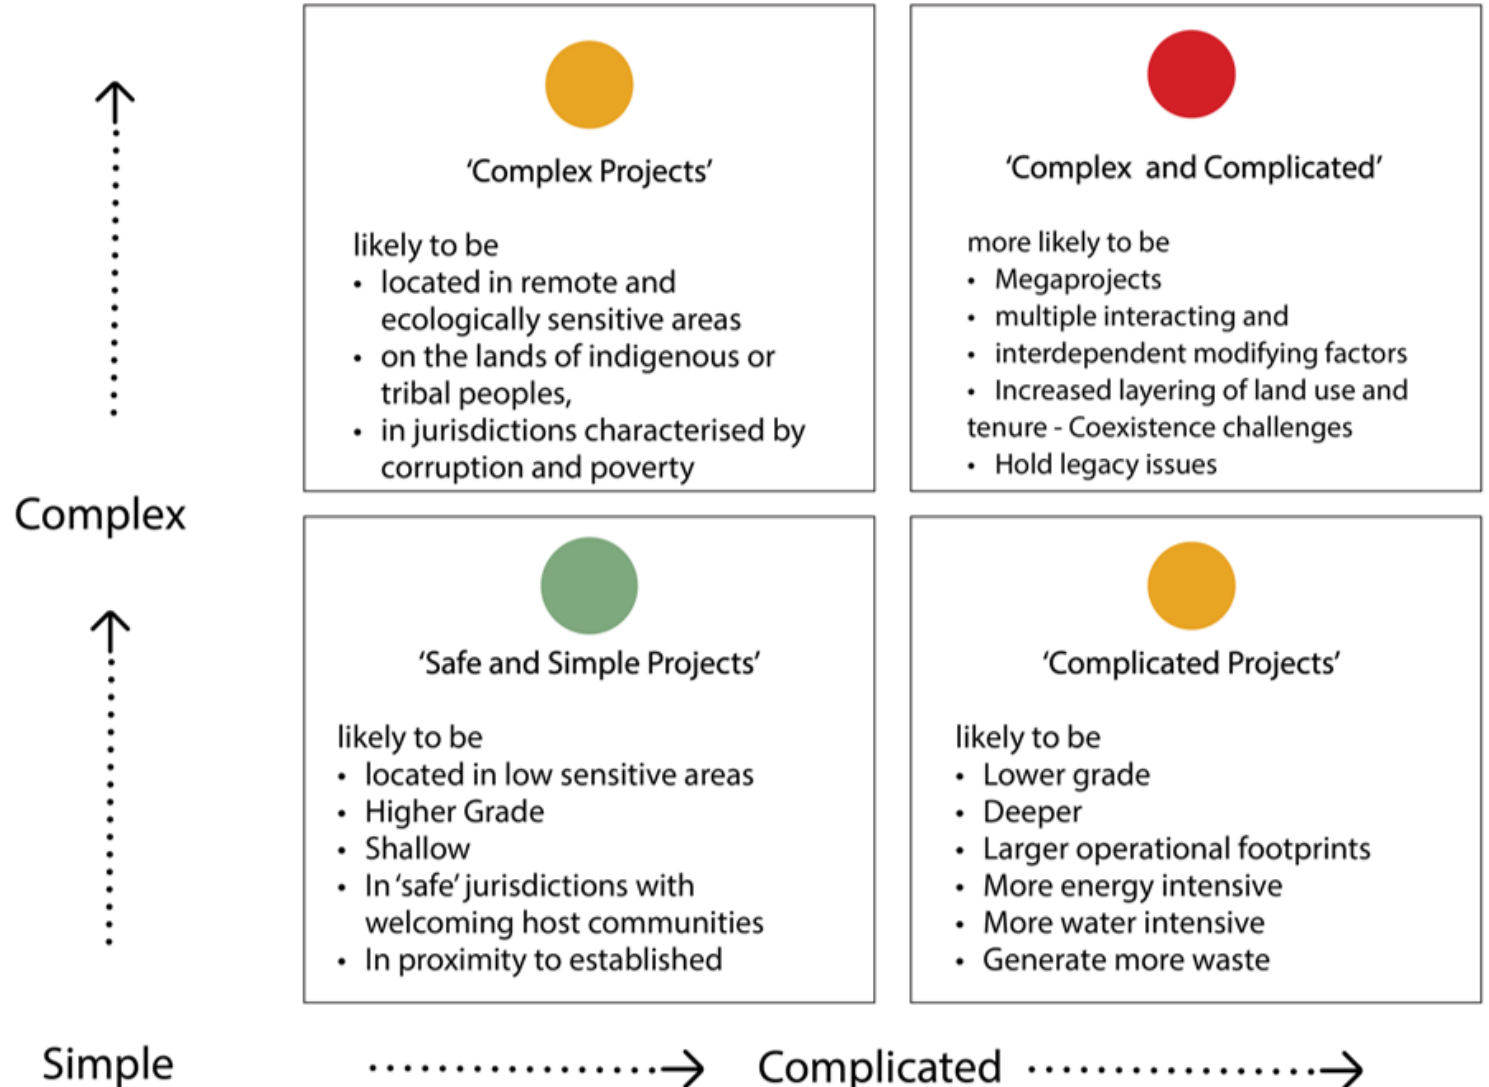 ‘Complex Projects’
likely to be
• located in remote and
ecologically sensitive areas
• on the lands of indigenous or
tribal peoples,
• in jurisdictions characterised by
corruption and poverty
‘Complex and Complicated’
more likely to be
• Megaprojects
• multiple interacting and
• interdependent modifying factors
• Increased layering of land use and
tenure - Coexistence challenges
• Hold legacy issues
Complex
‘Safe and Simple Projects’
likely to be
• located in low sensitive areas
• Higher Grade
• Shallow
• In ‘safe’ jurisdictions with
welcoming host communities
• In proximity to established
‘Complicated Projects’
likely to be
• Lower grade
• Deeper
• Larger operational footprints
• More energy intensive
• More water intensive
• Generate more waste
Simple
Complicated